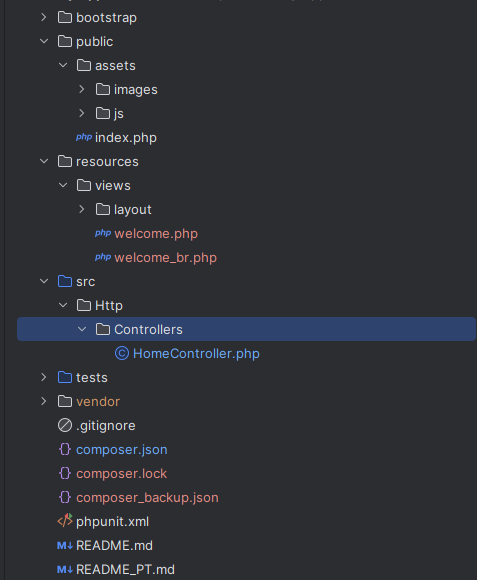 bootstrap
public
assets
images
js
php index.php
resources
views
layout
php welcome.php
php welcome_br.php
src
Http
Controllers
C HomeController.php
tests
vendor
.gitignore
{} composer.json
{} composer.lock
{} composer_backup.json
</> phpunit.xml
M↓ README.md
M↓ README_PT.md